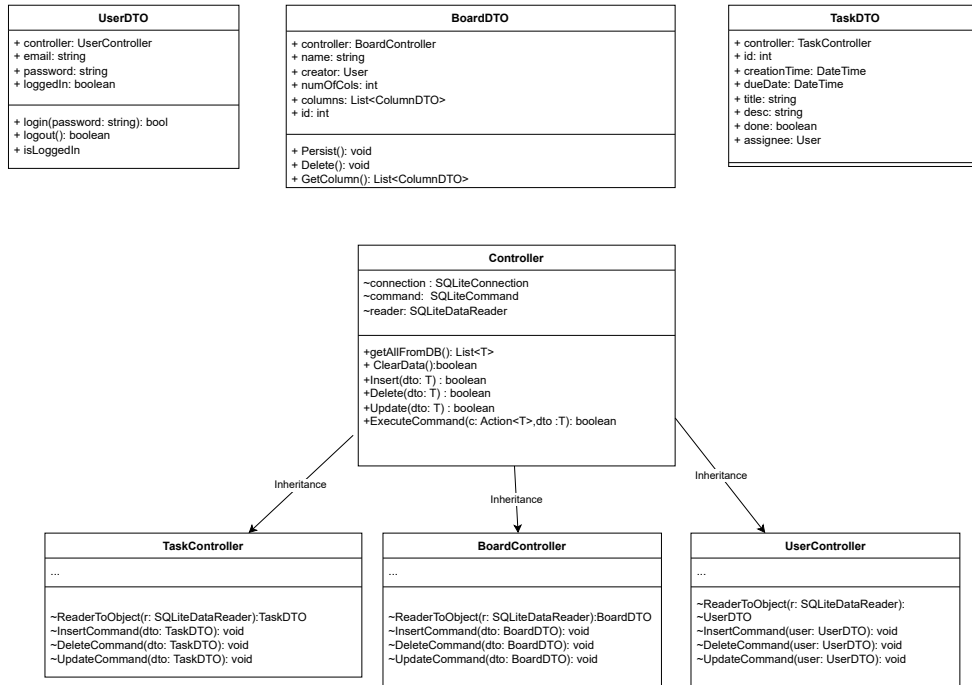 UserDTO
+ controller: UserController
+ email: string
+ password: string
+ loggedIn: boolean
+ login(password: string): bool
+ logout(): boolean
+ isLoggedIn
BoardDTO
+ controller: BoardController
+ name: string
+ creator: User
+ numOfCols: int
+ columns: List<ColumnDTO>
+ id: int
+ Persist(): void
+ Delete(): void
+ GetColumn(): List<ColumnDTO>
TaskDTO
+ controller: TaskController
+ id: int
+ creationTime: DateTime
+ dueDate: DateTime
+ title: string
+ desc: string
+ done: boolean
+ assignee: User
Controller
~connection : SQLiteConnection
~command:  SQLiteCommand
~reader: SQLiteDataReader
+getAllFromDB(): List<T>
+ ClearData():boolean
+Insert(dto: T) : boolean
+Delete(dto: T) : boolean
+Update(dto: T) : boolean
+ExecuteCommand(c: Action<T>,dto :T): boolean
Inheritance
Inheritance
Inheritance
TaskController
...
~ReaderToObject(r: SQLiteDataReader):TaskDTO
~InsertCommand(dto: TaskDTO): void
~DeleteCommand(dto: TaskDTO): void
~UpdateCommand(dto: TaskDTO): void
BoardController
...
~ReaderToObject(r: SQLiteDataReader):BoardDTO
~InsertCommand(dto: BoardDTO): void
~DeleteCommand(dto: BoardDTO): void
~UpdateCommand(dto: BoardDTO): void
UserController
...
~ReaderToObject(r: SQLiteDataReader):
~UserDTO
~InsertCommand(user: UserDTO): void
~DeleteCommand(user: UserDTO): void
~UpdateCommand(user: UserDTO): void